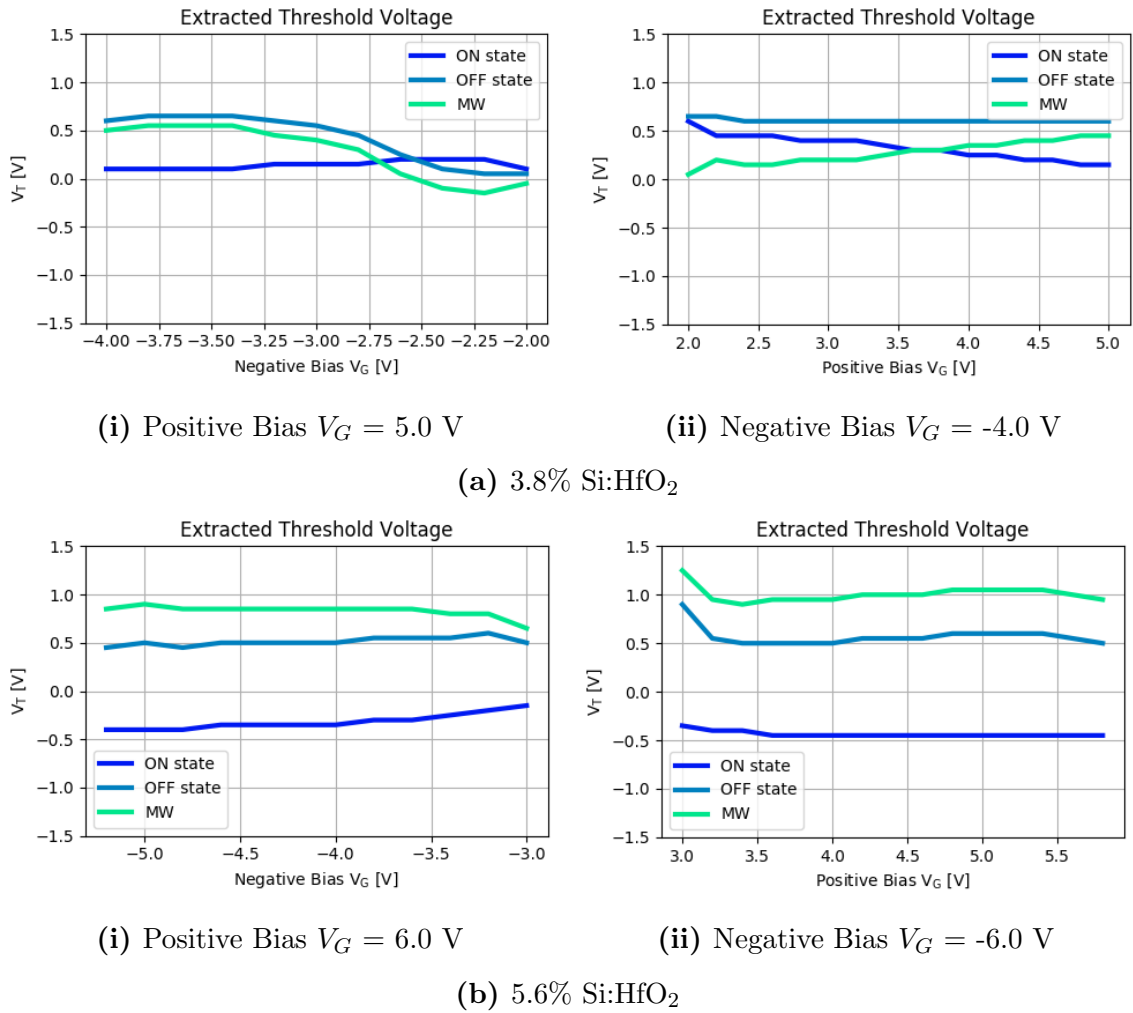 Extracted Threshold Voltage
1.5
1.0
0.5
0.0
−0.5
−1.0
−1.5
V_T [V]
ON state
OFF state
MW
−4.00 −3.75 −3.50 −3.25 −3.00 −2.75 −2.50 −2.25 −2.00
Negative Bias V_G [V]
Extracted Threshold Voltage
1.5
1.0
0.5
0.0
−0.5
−1.0
−1.5
V_T [V]
ON state
OFF state
MW
2.0 2.5 3.0 3.5 4.0 4.5 5.0
Positive Bias V_G [V]
(i) Positive Bias V_G = 5.0 V
(ii) Negative Bias V_G = -4.0 V
(a) 3.8% Si:HfO₂
Extracted Threshold Voltage
1.5
1.0
0.5
0.0
−0.5
−1.0
−1.5
V_T [V]
ON state
OFF state
MW
−5.0 −4.5 −4.0 −3.5 −3.0
Negative Bias V_G [V]
Extracted Threshold Voltage
1.5
1.0
0.5
0.0
−0.5
−1.0
−1.5
V_T [V]
ON state
OFF state
MW
3.0 3.5 4.0 4.5 5.0 5.5
Positive Bias V_G [V]
(i) Positive Bias V_G = 6.0 V
(ii) Negative Bias V_G = -6.0 V
(b) 5.6% Si:HfO₂